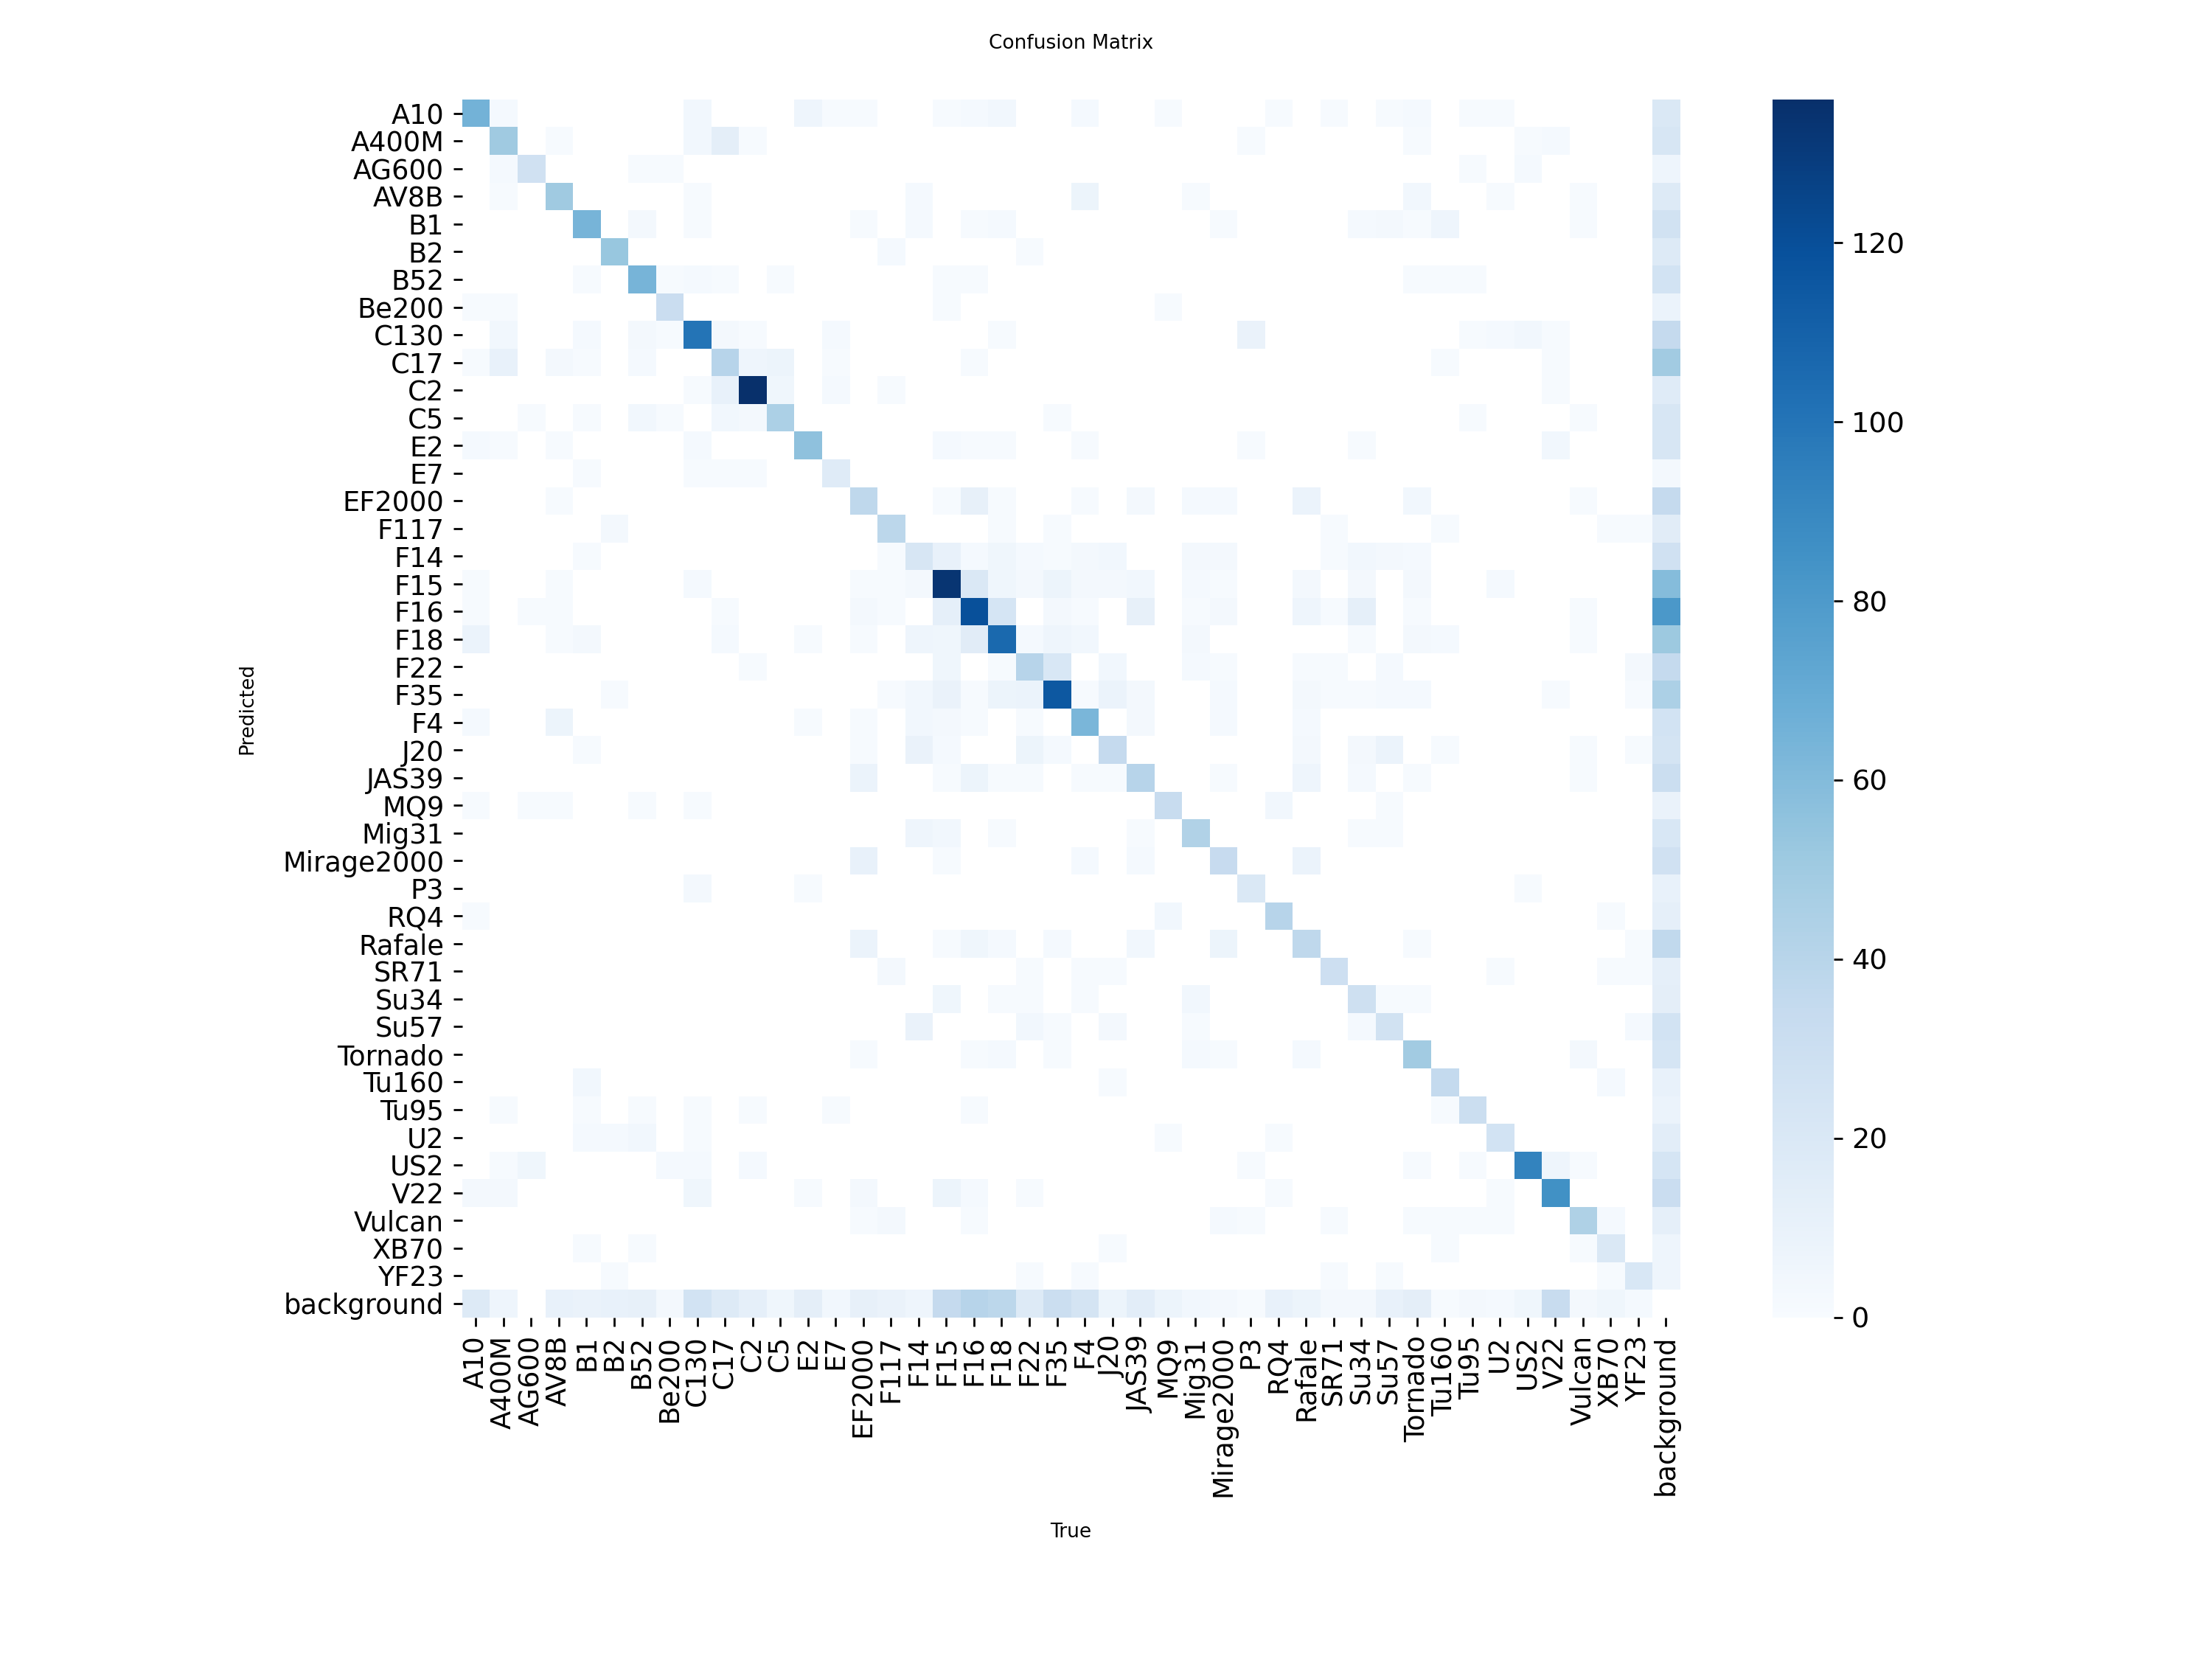 Confusion Matrix
A10
A400M
AG600
AV8B
B1
B2
B52
Be200
C130
C17
C2
C5
E2
E7
EF2000
F117
F14
F15
F16
F18
F22
F35
F4
J20
JAS39
MQ9
Mig31
Mirage2000
P3
RQ4
Rafale
SR71
Su34
Su57
Tornado
Tu160
Tu95
U2
US2
V22
Vulcan
XB70
YF23
background
Predicted
A10
A400M
AG600
AV8B
B1
B2
B52
Be200
C130
C17
C2
C5
E2
E7
EF2000
F117
F14
F15
F16
F18
F22
F35
F4
J20
JAS39
MQ9
Mig31
Mirage2000
P3
RQ4
Rafale
SR71
Su34
Su57
Tornado
Tu160
Tu95
U2
US2
V22
Vulcan
XB70
YF23
background
True
120
100
80
60
40
20
0